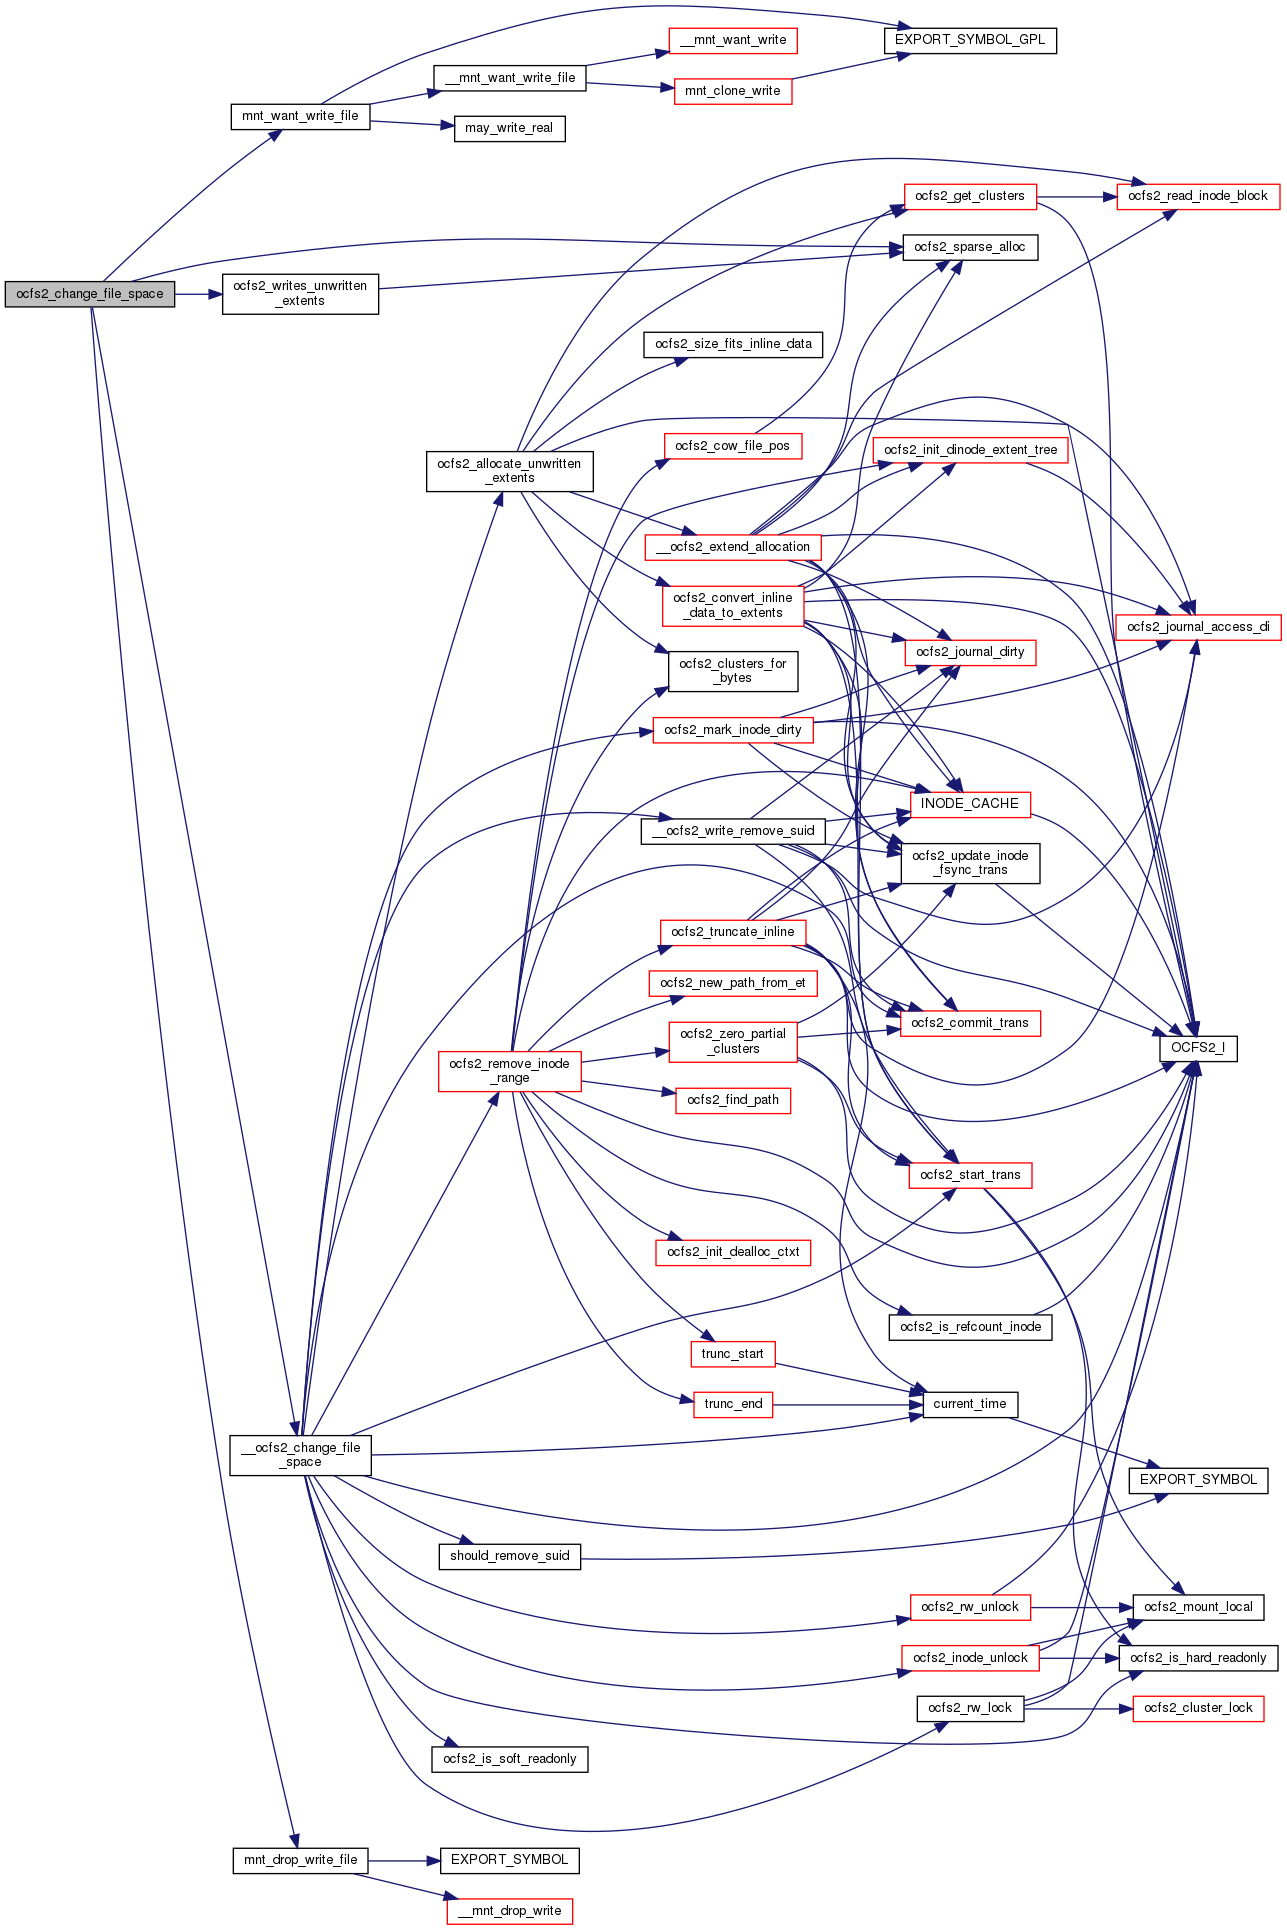 __mnt_want_write
EXPORT_SYMBOL_GPL
__mnt_want_write_file
mnt_clone_write
mnt_want_write_file
may_write_real
ocfs2_get_clusters
ocfs2_read_inode_block
ocfs2_sparse_alloc
ocfs2_change_file_space
ocfs2_writes_unwritten
_extents
ocfs2_size_fits_inline_data
ocfs2_cow_file_pos
ocfs2_init_dinode_extent_tree
ocfs2_allocate_unwritten
_extents
__ocfs2_extend_allocation
ocfs2_convert_inline
_data_to_extents
ocfs2_journal_access_di
ocfs2_journal_dirty
ocfs2_clusters_for
_bytes
ocfs2_mark_inode_dirty
INODE_CACHE
__ocfs2_write_remove_suid
ocfs2_update_inode
_fsync_trans
ocfs2_truncate_inline
ocfs2_new_path_from_et
ocfs2_commit_trans
ocfs2_zero_partial
_clusters
OCFS2_I
ocfs2_remove_inode
_range
ocfs2_find_path
ocfs2_start_trans
ocfs2_init_dealloc_ctxt
ocfs2_is_refcount_inode
trunc_start
trunc_end
current_time
__ocfs2_change_file
_space
EXPORT_SYMBOL
should_remove_suid
ocfs2_rw_unlock
ocfs2_mount_local
ocfs2_inode_unlock
ocfs2_is_hard_readonly
ocfs2_rw_lock
ocfs2_cluster_lock
ocfs2_is_soft_readonly
mnt_drop_write_file
EXPORT_SYMBOL
__mnt_drop_write